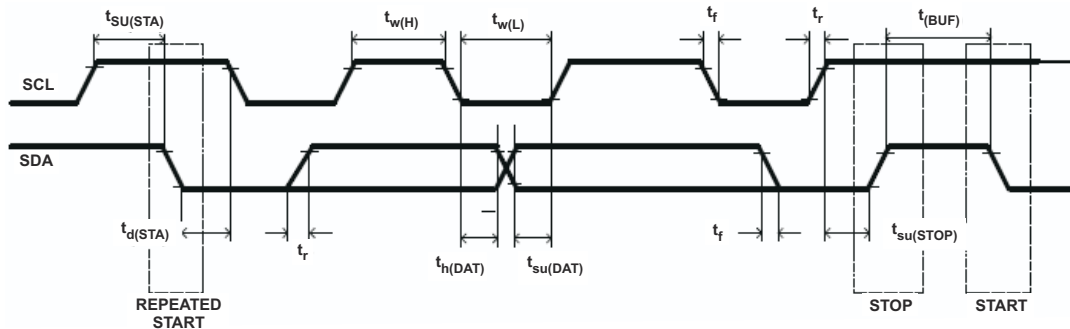 tSU(STA)
tw(H)
tw(L)
tf
tr
t(BUF)
SCL
SDA
td(STA)
tr
th(DAT)
tsu(DAT)
tf
tsu(STOP)
REPEATED
START
STOP
START